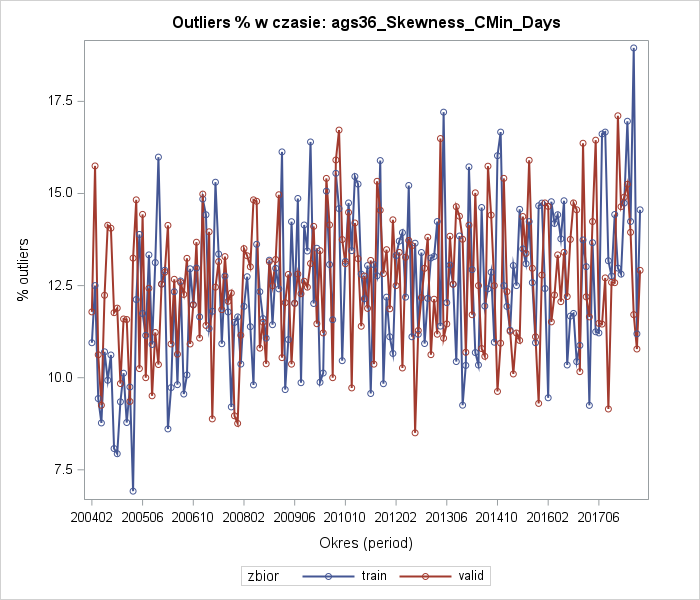 Outliers % w czasie: ags36_Skewness_CMin_Days
% outliers
17.5
15.0
12.5
10.0
7.5
200402 200506 200610 200802 200906 201010 201202 201306 201410 201602 201706
Okres (period)
zbior train valid